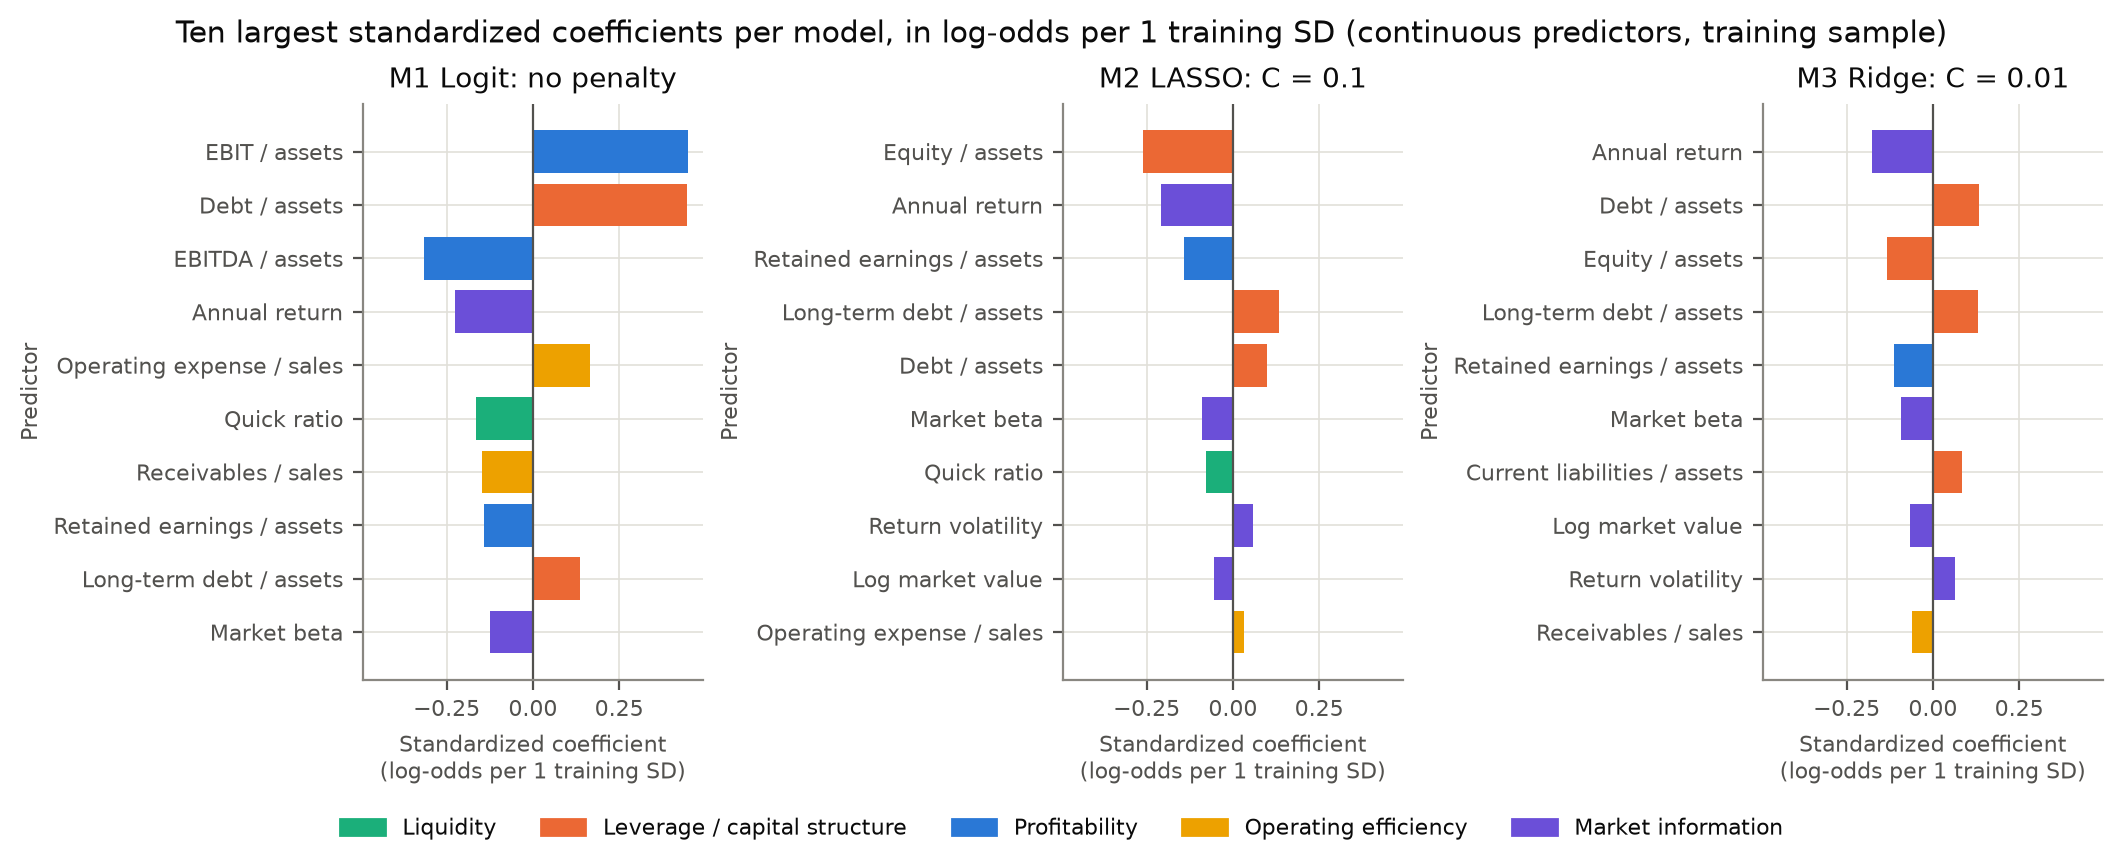 Ten largest standardized coefficients per model, in log-odds per 1 training SD (continuous predictors, training sample)
M1 Logit: no penalty
Predictor
EBIT / assets
Debt / assets
EBITDA / assets
Annual return
Operating expense / sales
Quick ratio
Receivables / sales
Retained earnings / assets
Long-term debt / assets
Market beta
−0.25 0.00 0.25
Standardized coefficient
(log-odds per 1 training SD)
M2 LASSO: C = 0.1
Predictor
Equity / assets
Annual return
Retained earnings / assets
Long-term debt / assets
Debt / assets
Market beta
Quick ratio
Return volatility
Log market value
Operating expense / sales
−0.25 0.00 0.25
Standardized coefficient
(log-odds per 1 training SD)
M3 Ridge: C = 0.01
Predictor
Annual return
Debt / assets
Equity / assets
Long-term debt / assets
Retained earnings / assets
Market beta
Current liabilities / assets
Log market value
Return volatility
Receivables / sales
−0.25 0.00 0.25
Standardized coefficient
(log-odds per 1 training SD)
Liquidity Leverage / capital structure Profitability Operating efficiency Market information